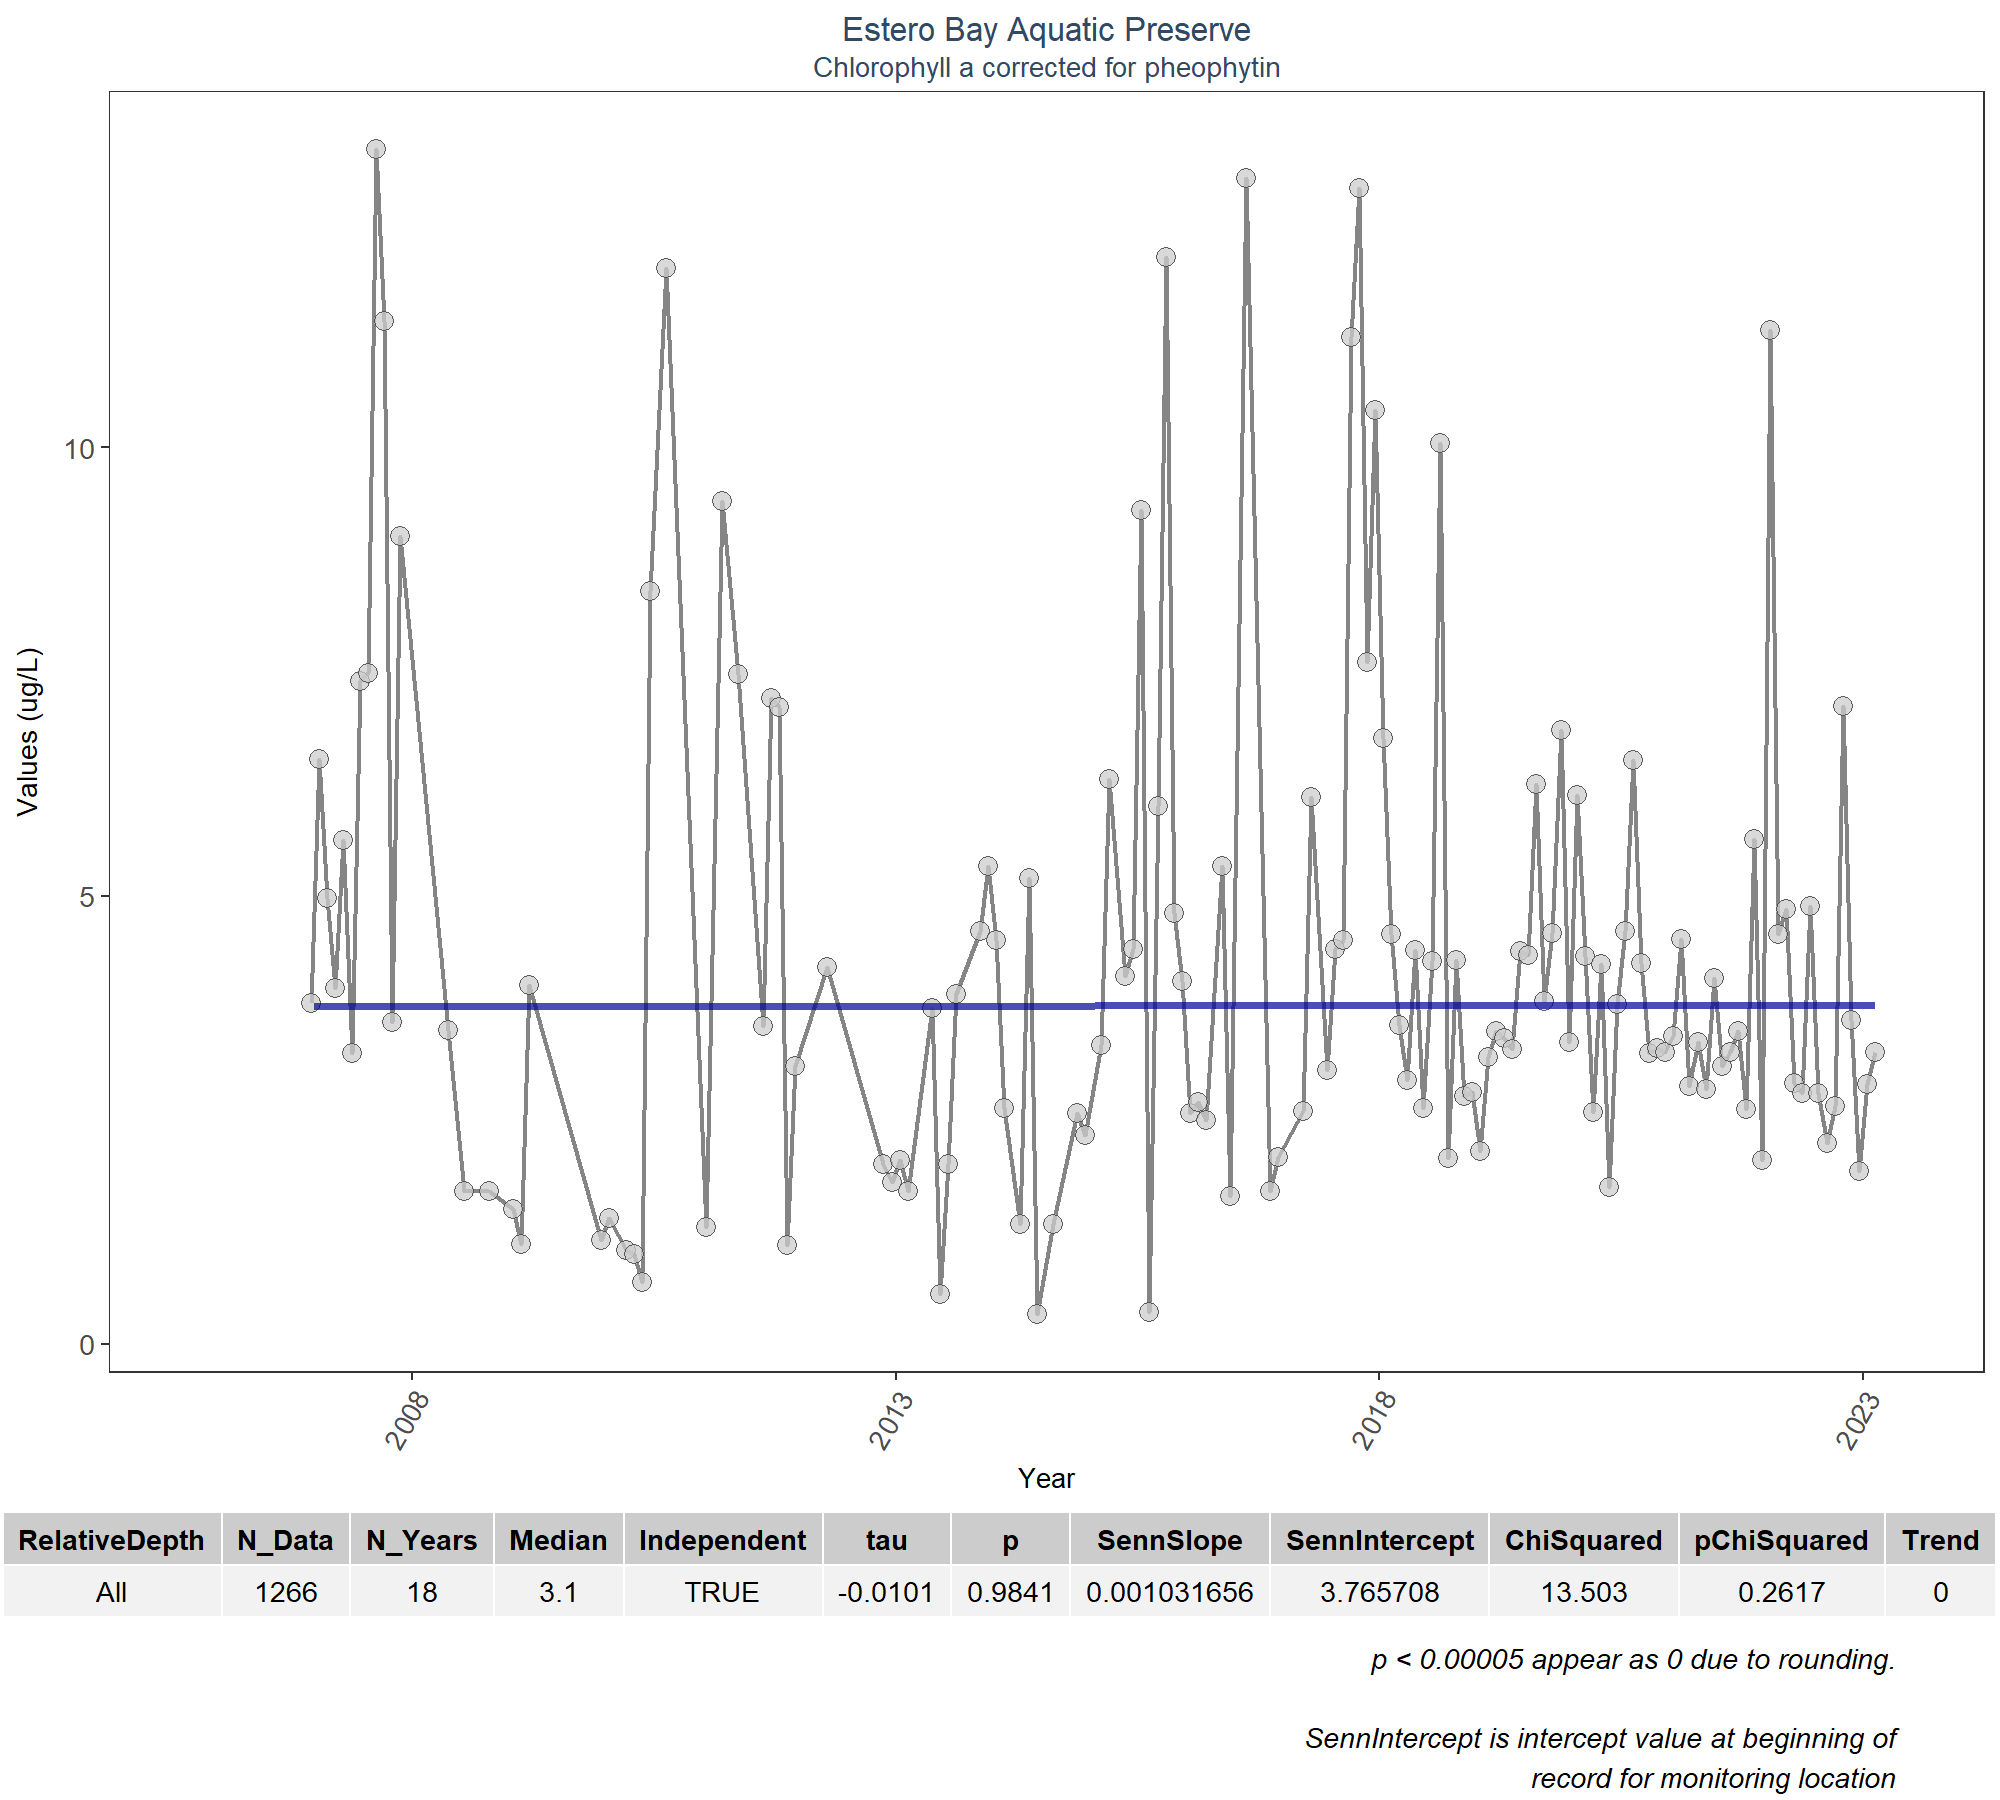 Estero Bay Aquatic Preserve
Chlorophyll a corrected for pheophytin
Values (ug/L)
10
5
0
2008
2013
2018
2023
Year
RelativeDepth N_Data N_Years Median Independent tau p SennSlope SennIntercept ChiSquared pChiSquared Trend
All 1266 18 3.1 TRUE -0.0101 0.9841 0.001031656 3.765708 13.503 0.2617 0
p < 0.00005 appear as 0 due to rounding.
SennIntercept is intercept value at beginning of
record for monitoring location